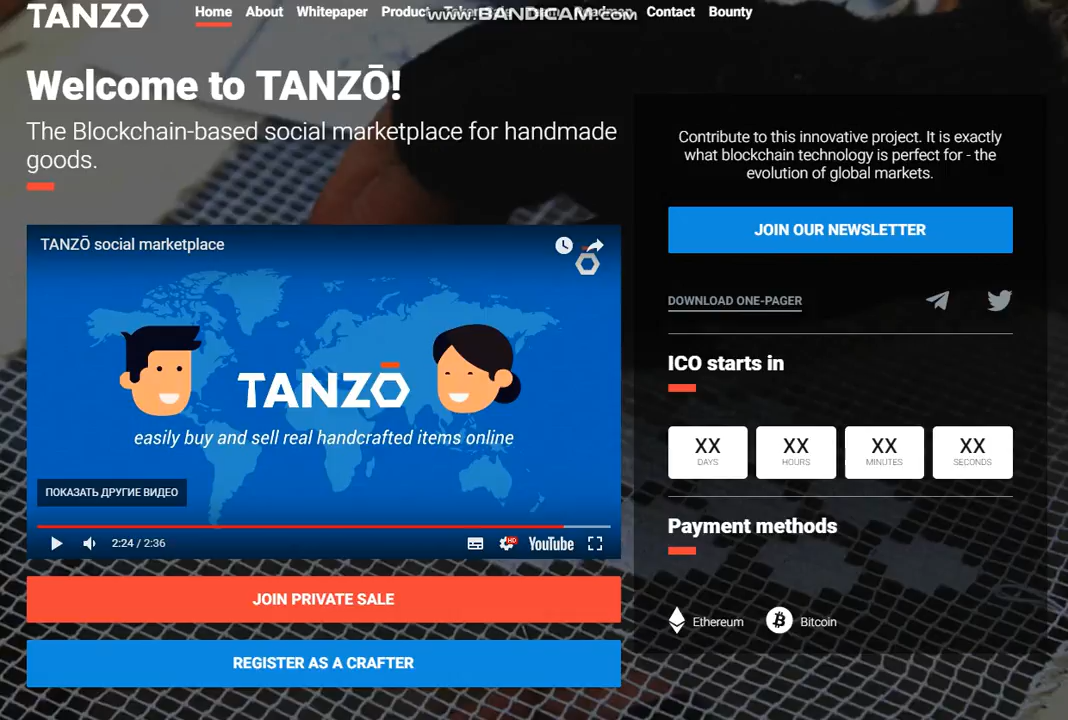 TANZO
Home About Whitepaper Product Contact Bounty
www.BANDICAM.com
Welcome to TANZŌ!
The Blockchain-based social marketplace for handmade
goods.
TANZŌ social marketplace
TANZŌ
easily buy and sell real handcrafted items online
ПОКАЗАТЬ ДРУГИЕ ВИДЕО
2:24 / 2:36
HD
YouTube
JOIN PRIVATE SALE
REGISTER AS A CRAFTER
Contribute to this innovative project. It is exactly
what blockchain technology is perfect for - the
evolution of global markets.
JOIN OUR NEWSLETTER
DOWNLOAD ONE-PAGER
ICO starts in
XX XX XX XX
DAYS HOURS MINUTES SECONDS
Payment methods
Ethereum Bitcoin